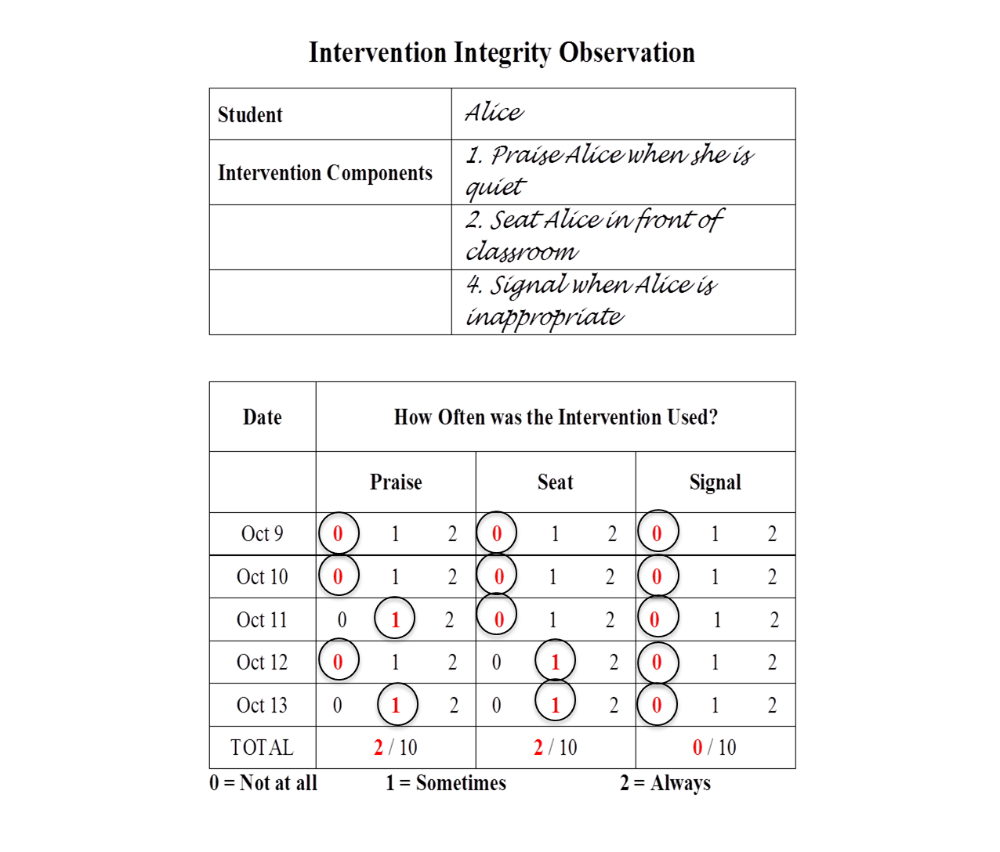 Intervention Integrity Observation
Student Alice
Intervention Components 1. Praise Alice when she is
quiet
2. Seat Alice in front of
classroom
4. Signal when Alice is
inappropriate
Date How Often was the Intervention Used?
Praise Seat Signal
Oct 9 0 1 2 0 1 2 0 1 2
Oct 10 0 1 2 0 1 2 0 1 2
Oct 11 0 1 2 0 1 2 0 1 2
Oct 12 0 1 2 0 1 2 0 1 2
Oct 13 0 1 2 0 1 2 0 1 2
TOTAL 2 / 10 2 / 10 0 / 10
0 = Not at all 1 = Sometimes 2 = Always